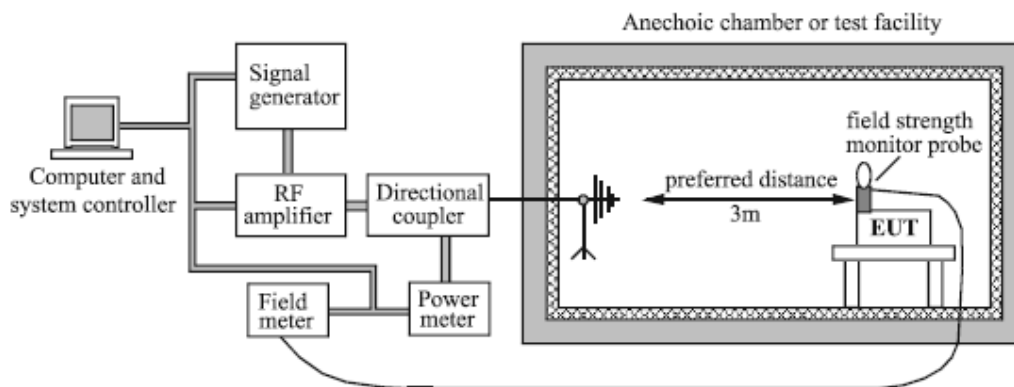 Anechoic chamber or test facility
Signal
generator
Computer and
system controller
RF
amplifier
Directional
coupler
Field
meter
Power
meter
preferred distance
3m
field strength
monitor probe
EUT